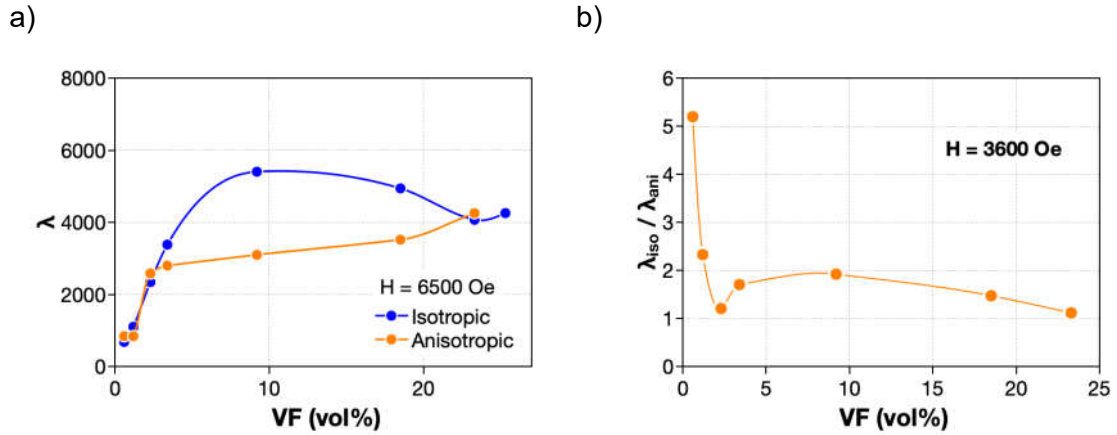 a)
8000
6000
4000
2000
0
λ
0 10 20
VF (vol%)
H = 6500 Oe
Isotropic
Anisotropic
b)
6
5
4
3
2
1
0
λiso / λani
0 5 10 15 20 25
VF (vol%)
H = 3600 Oe